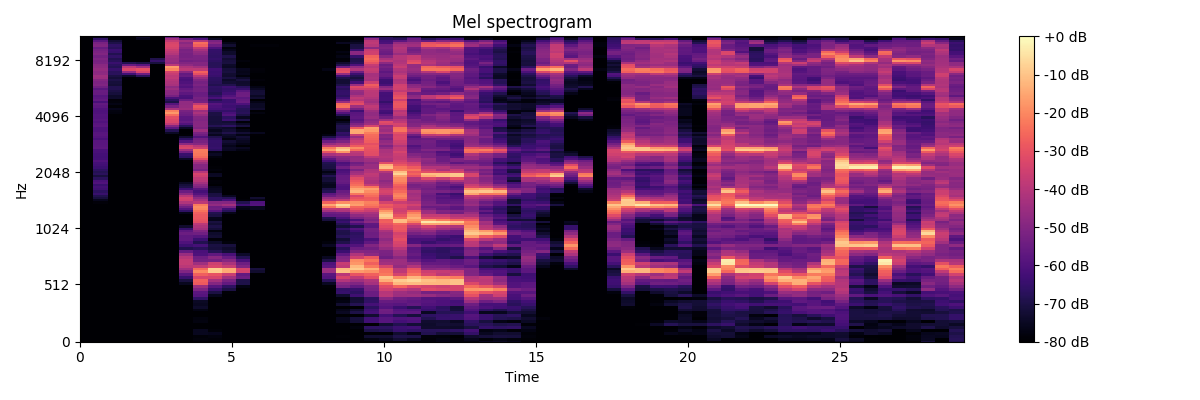 Mel spectrogram
+0 dB
8192
-10 dB
4096
-20 dB
-30 dB
2048
Hz
-40 dB
1024
-50 dB
-60 dB
512
-70 dB
0
-80 dB
0 5 10 15 20 25
Time